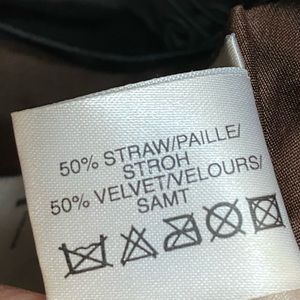 50% STRAW/PAILLE/
STROH
50% VELVET/VELOURS/
SAMT